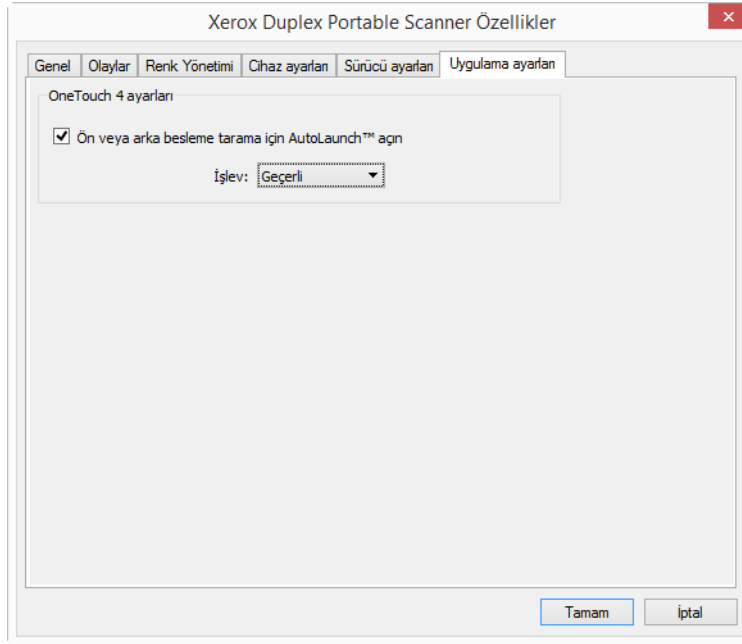 Xerox Duplex Portable Scanner Özellikler
Genel Olaylar Renk Yönetimi Cihaz ayarları Sürücü ayarları Uygulama ayarları
OneTouch 4 ayarları
Ön veya arka besleme tarama için AutoLaunch™ açın
İşlev: Geçerli
Tamam İptal